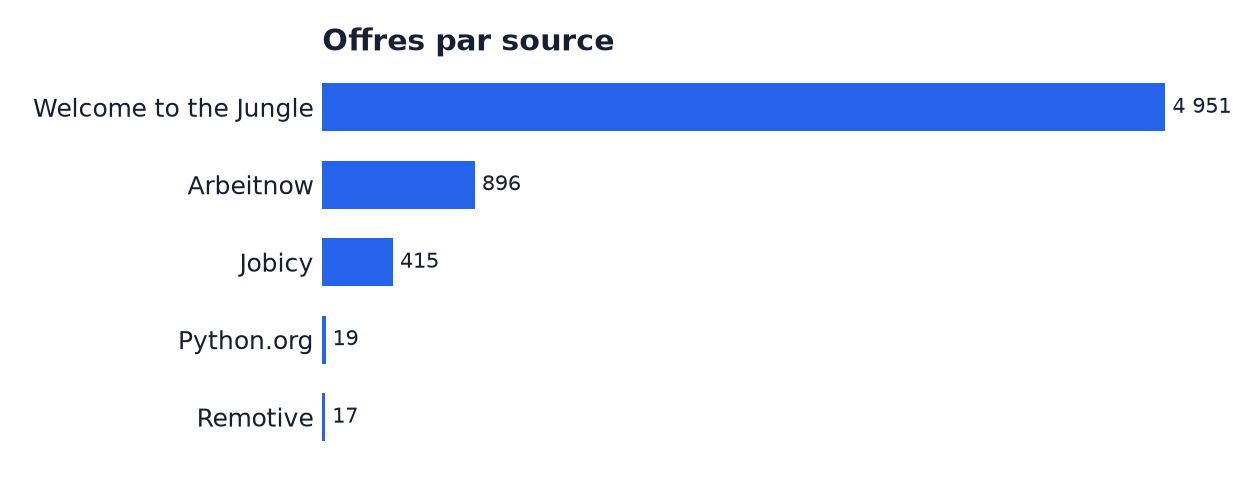 Offres par source
Welcome to the Jungle 4 951
Arbeitnow 896
Jobicy 415
Python.org 19
Remotive 17